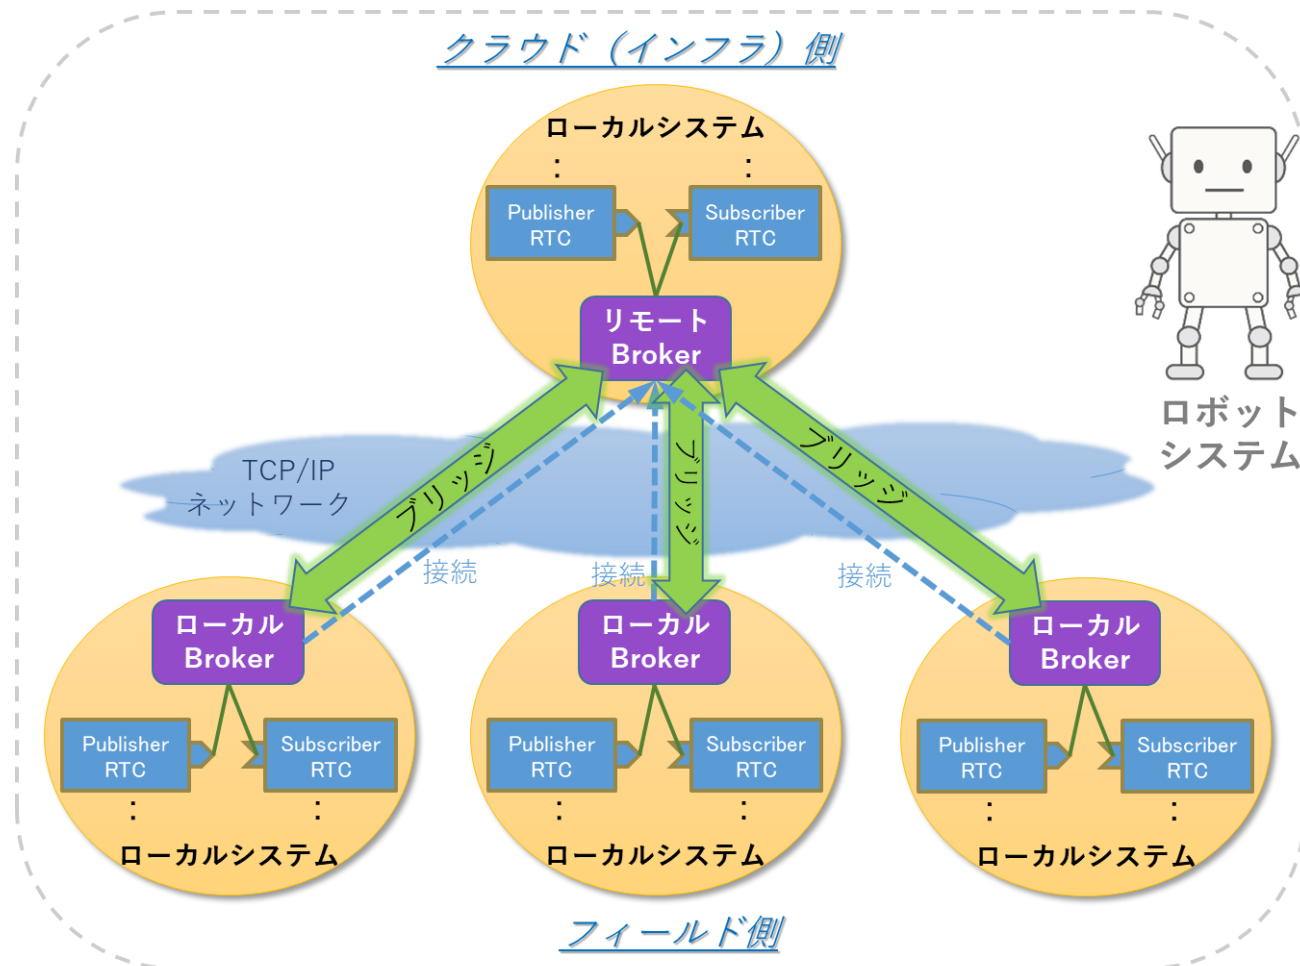 クラウド（インフラ）側
ローカルシステム
:
:
Publisher
RTC
Subscriber
RTC
リモート
Broker
ロボット
システム
TCP/IP
ネットワーク
ブリッジ
ブリッジ
ブリッジ
接続
接続
接続
ローカル
Broker
Publisher
RTC
Subscriber
RTC
:
:
ローカルシステム
ローカル
Broker
Publisher
RTC
Subscriber
RTC
:
:
ローカルシステム
ローカル
Broker
Publisher
RTC
Subscriber
RTC
:
:
ローカルシステム
フィールド側